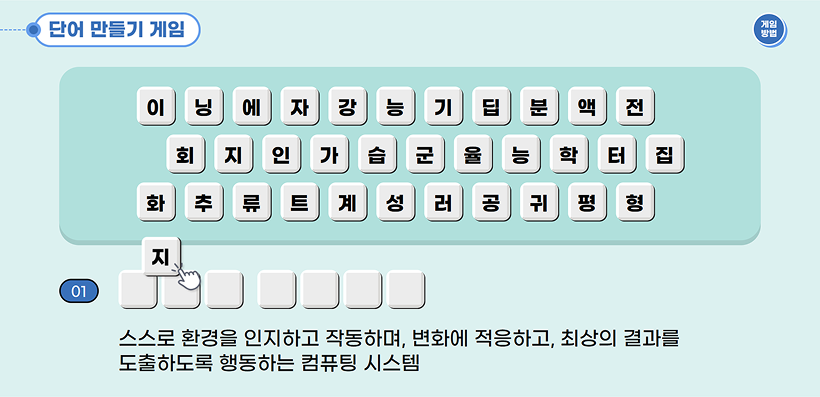 단어 만들기 게임
게임
방법
이 닝 에 자 강 능 기 딥 분 액 전
회 지 인 가 습 군 율 능 학 터 집
화 추 류 트 계 성 러 공 귀 평 형
지
01
스스로 환경을 인지하고 작동하며, 변화에 적응하고, 최상의 결과를
도출하도록 행동하는 컴퓨팅 시스템